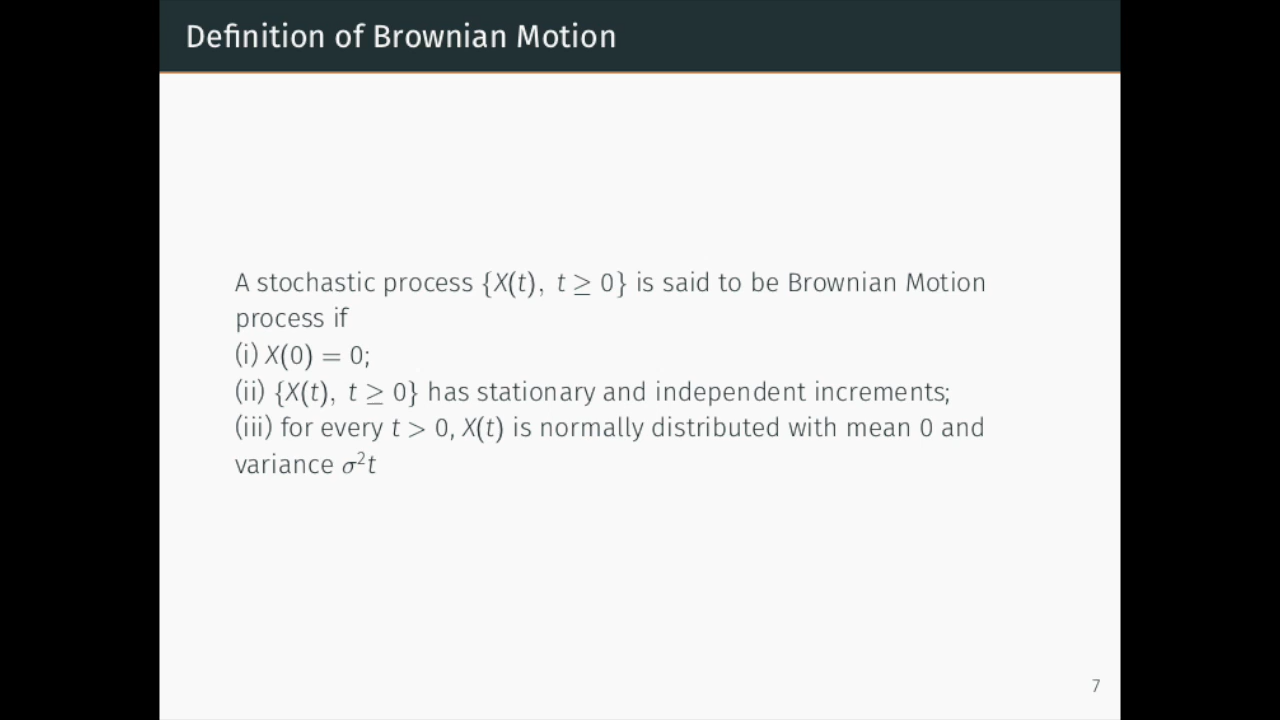 Definition of Brownian Motion
A stochastic process {X(t), t ≥ 0} is said to be Brownian Motion
process if
(i) X(0) = 0;
(ii) {X(t), t ≥ 0} has stationary and independent increments;
(iii) for every t > 0, X(t) is normally distributed with mean 0 and
variance σ²t
7